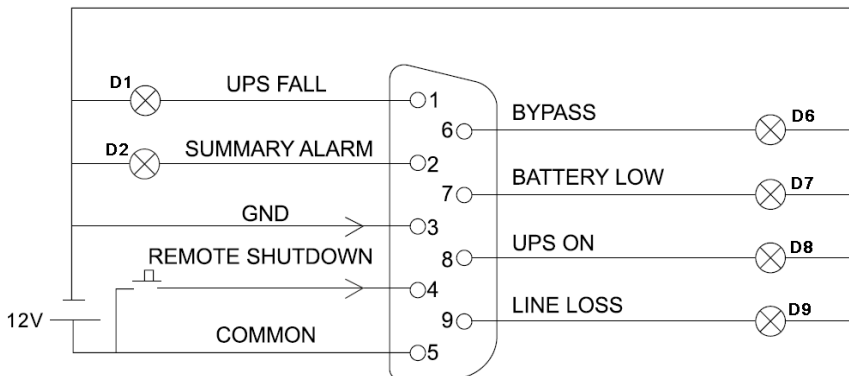 D1
UPS FALL
1
D2
SUMMARY ALARM
2
GND
3
REMOTE SHUTDOWN
4
12V
COMMON
5
6
BYPASS
D6
7
BATTERY LOW
D7
8
UPS ON
D8
9
LINE LOSS
D9